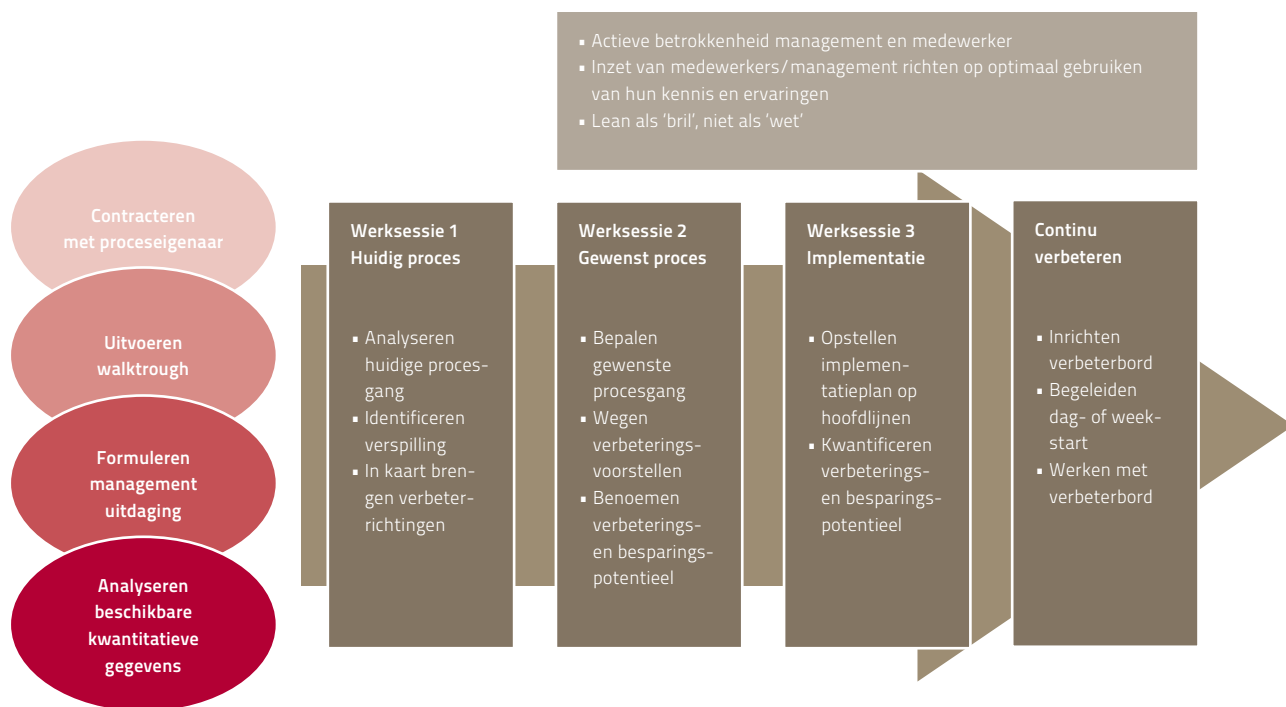 ▪ Actieve betrokkenheid management en medewerker
▪ Inzet van medewerkers/management richten op optimaal gebruiken
van hun kennis en ervaringen
▪ Lean als ‘bril’, niet als ‘wet’
Contracteren
met proceseigenaar
Uitvoeren
walktrough
Formuleren
management
uitdaging
Analyseren
beschikbare
kwantitatieve
gegevens
Werksessie 1
Huidig proces
▪ Analyseren
huidige proces-
gang
▪ Identificeren
verspilling
▪ In kaart bren-
gen verbeter-
richtingen
Werksessie 2
Gewenst proces
▪ Bepalen
gewenste
procesgang
▪ Wegen
verbeterings-
voorstellen
▪ Benoemen
verbeterings-
en besparings-
potentieel
Werksessie 3
Implementatie
▪ Opstellen
implemen-
tatieplan op
hoofdlijnen
▪ Kwantificeren
verbeterings-
en besparings-
potentieel
Continu
verbeteren
▪ Inrichten
verbeterbord
▪ Begeleiden
dag- of week-
start
▪ Werken met
verbeterbord